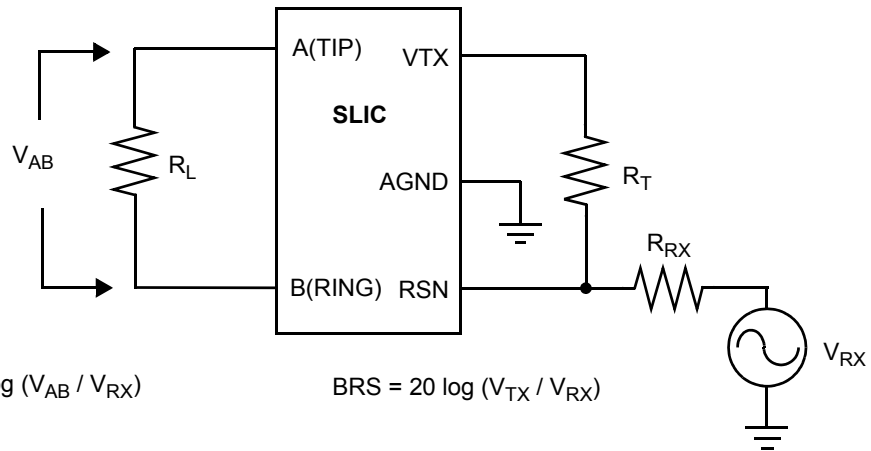 A(TIP)
VTX
SLIC
V_AB
R_L
AGND
R_T
R_RX
B(RING)
RSN
V_RX
g (V_AB / V_RX)
BRS = 20 log (V_TX / V_RX)